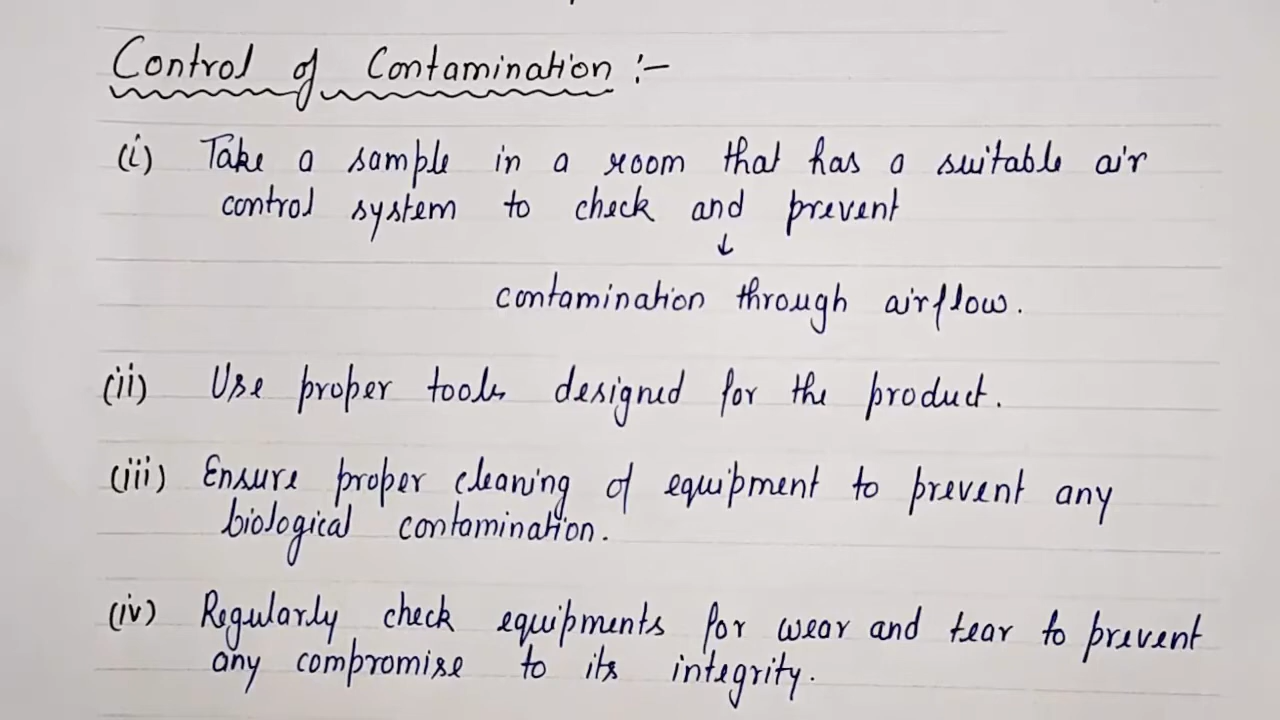 Control of Contamination :-
(i) Take a sample in a room that has a suitable air
control system to check and prevent
↓
contamination through airflow.
(ii) Use proper tools designed for the product.
(iii) Ensure proper cleaning of equipment to prevent any
biological contamination.
(iv) Regularly check equipments for wear and tear to prevent
any compromise to its integrity.